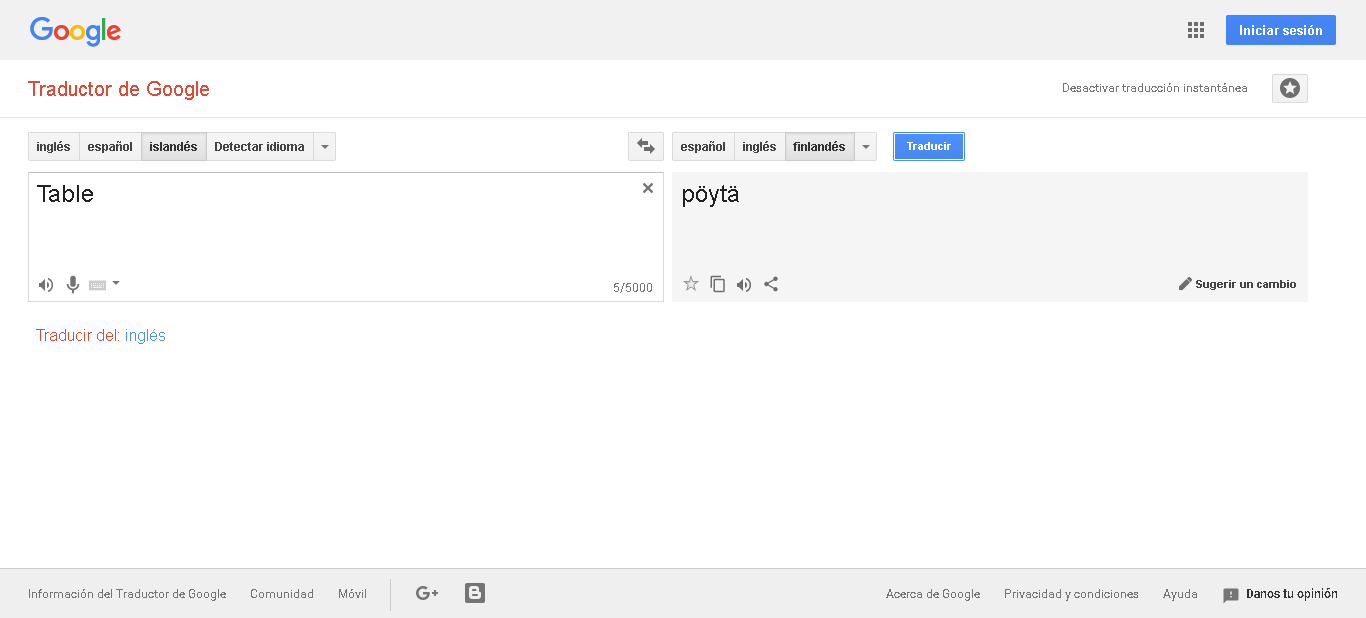 Google
Iniciar sesión
Traductor de Google
Desactivar traducción instantánea
inglés español islandés Detectar idioma
español inglés finlandés Traducir
Table
pöytä
5/5000
Sugerir un cambio
Traducir del: inglés
Información del Traductor de Google Comunidad Móvil G+ B Acerca de Google Privacidad y condiciones Ayuda Danos tu opinión